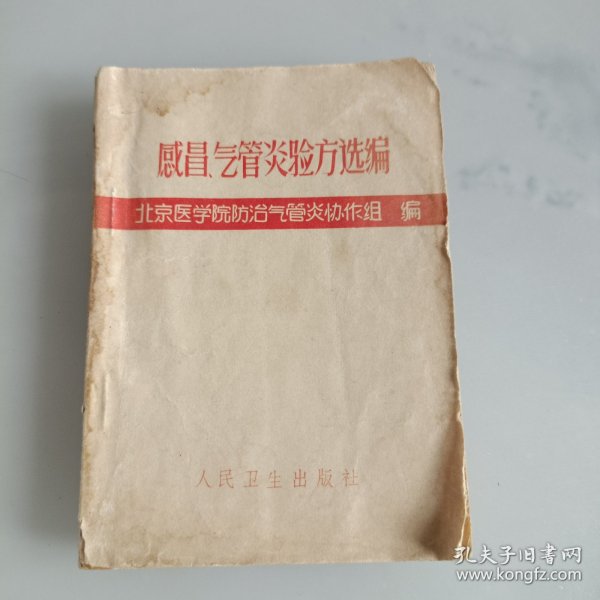 感冒、气管炎验方选编
北京医学院防治气管炎协作组 编
人民卫生出版社
孔夫子旧书网
www.kongfz.com